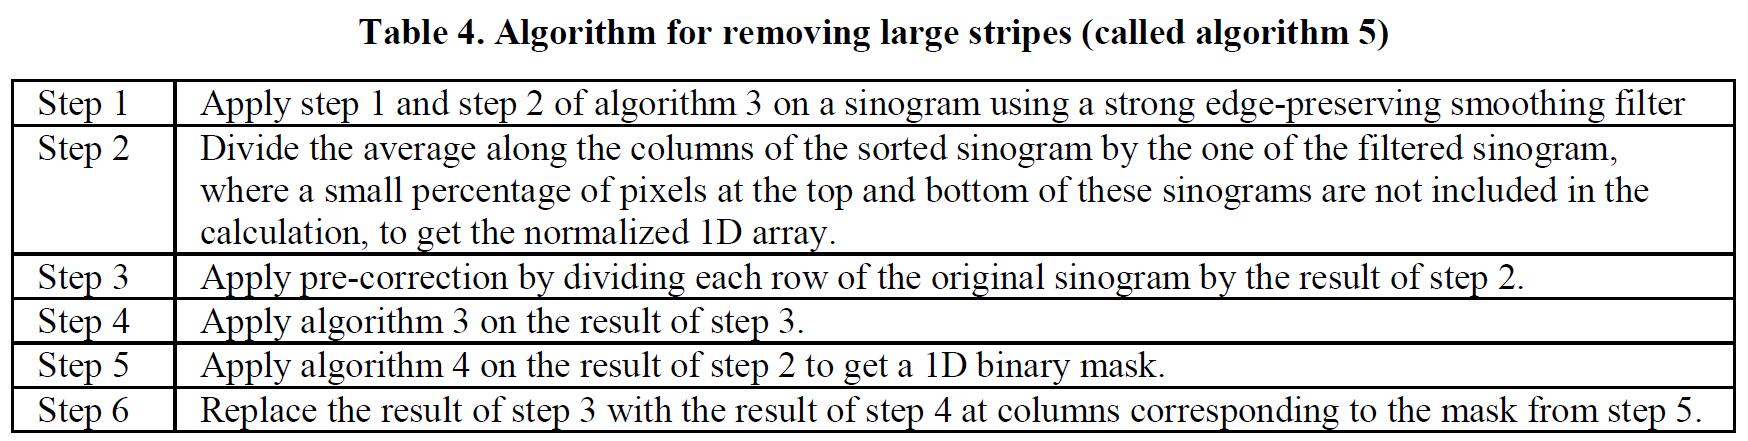 Table 4. Algorithm for removing large stripes (called algorithm 5)
Step 1 Apply step 1 and step 2 of algorithm 3 on a sinogram using a strong edge-preserving smoothing filter
Step 2 Divide the average along the columns of the sorted sinogram by the one of the filtered sinogram,
where a small percentage of pixels at the top and bottom of these sinograms are not included in the
calculation, to get the normalized 1D array.
Step 3 Apply pre-correction by dividing each row of the original sinogram by the result of step 2.
Step 4 Apply algorithm 3 on the result of step 3.
Step 5 Apply algorithm 4 on the result of step 2 to get a 1D binary mask.
Step 6 Replace the result of step 3 with the result of step 4 at columns corresponding to the mask from step 5.